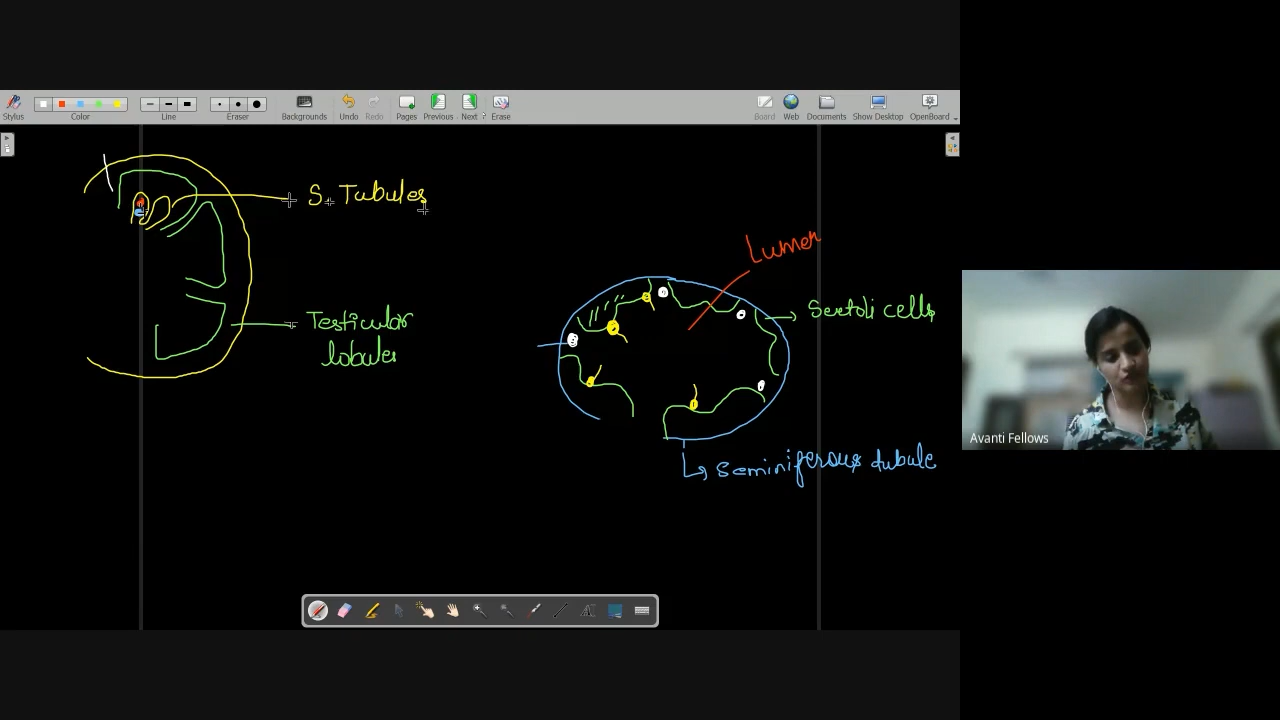 Stylus
Color
Line
Eraser
Backgrounds
Undo
Redo
Pages
Previous
Next
Erase
Board
Web
Documents
Show Desktop
OpenBoard
S. Tubules
Lumen
Testicular
lobules
Sertoli cells
Seminiferous tubule
Avanti Fellows